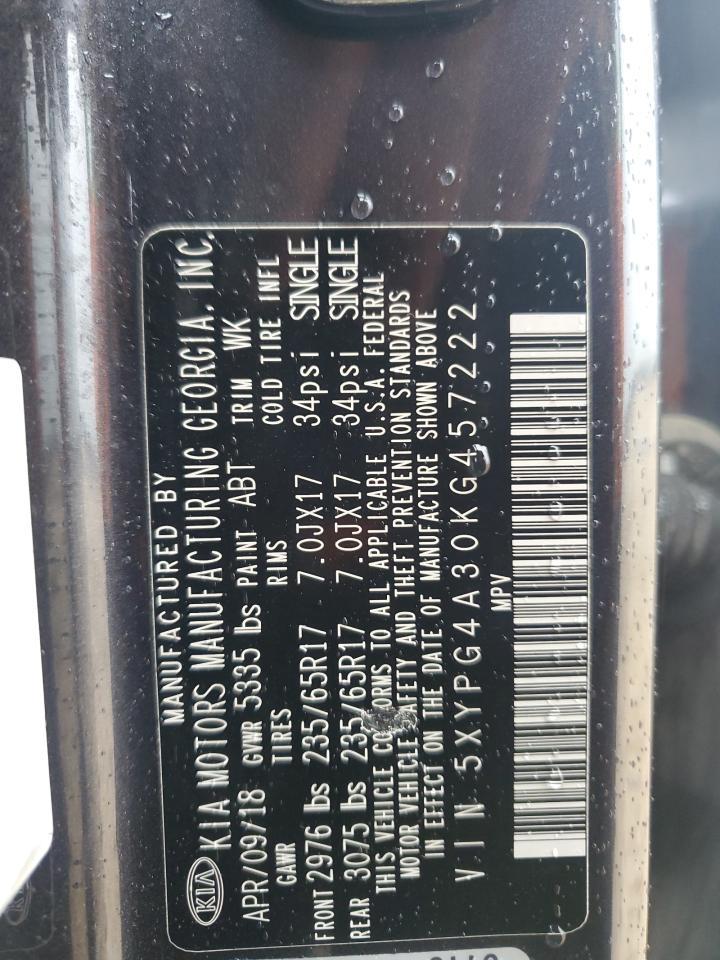 MANUFACTURED BY
KIA KIA MOTORS MANUFACTURING GEORGIA, INC.
APR/09/18 GVWR 5335 lbs PAINT ABT TRIM WK
GAWR TIRES RIMS COLD TIRE INFL
FRONT 2976 lbs 235/65R17 7.0JX17 34psi SINGLE
REAR 3075 lbs 235/65R17 7.0JX17 34psi SINGLE
THIS VEHICLE CONFORMS TO ALL APPLICABLE U.S.A. FEDERAL
MOTOR VEHICLE SAFETY AND THEFT PREVENTION STANDARDS
IN EFFECT ON THE DATE OF MANUFACTURE SHOWN ABOVE
VIN 5XYPG4A30KG457222
MPV